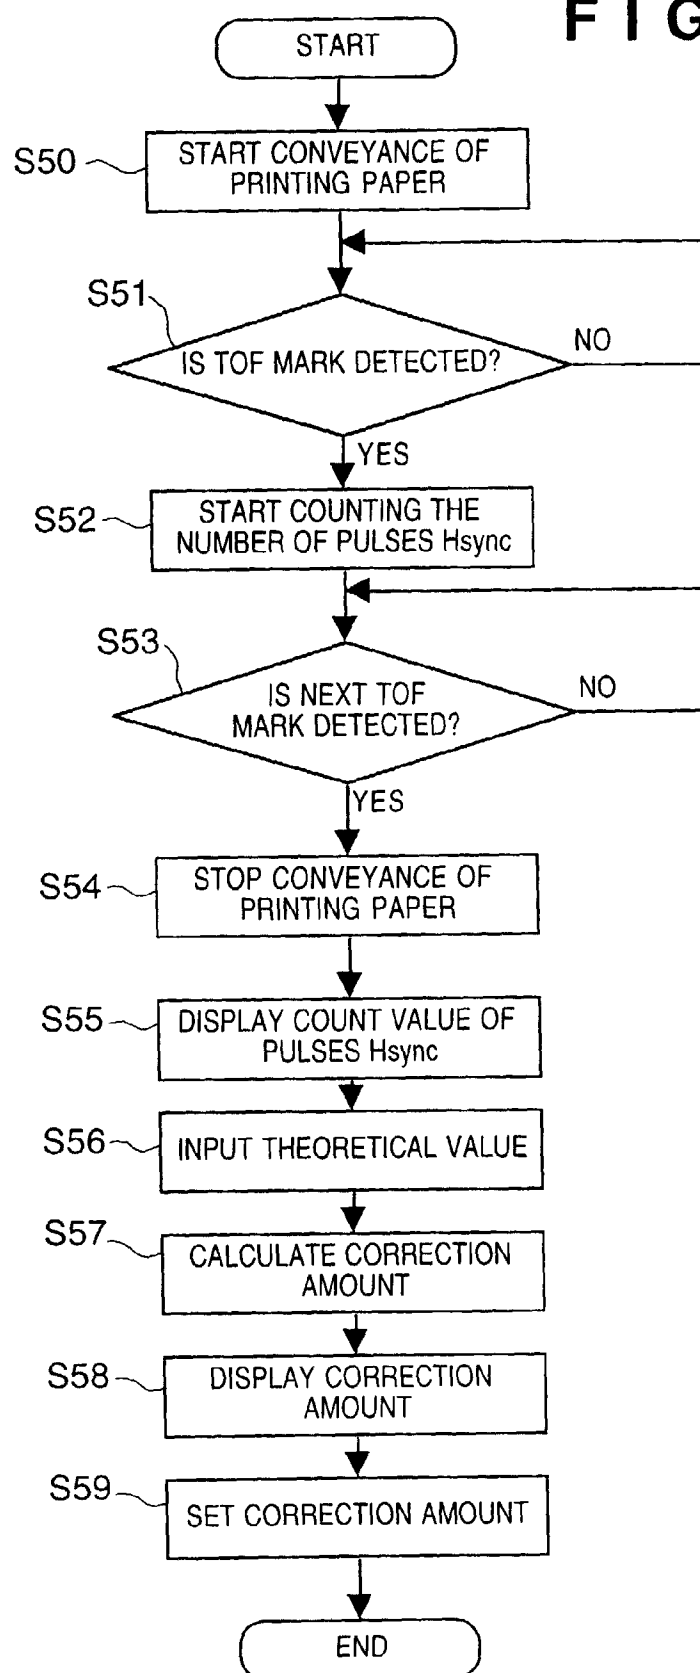 FIG
START
S50
START CONVEYANCE OF
PRINTING PAPER
S51
IS TOF MARK DETECTED?
NO
YES
S52
START COUNTING THE
NUMBER OF PULSES Hsync
S53
IS NEXT TOF
MARK DETECTED?
NO
YES
S54
STOP CONVEYANCE OF
PRINTING PAPER
S55
DISPLAY COUNT VALUE OF
PULSES Hsync
S56
INPUT THEORETICAL VALUE
S57
CALCULATE CORRECTION
AMOUNT
S58
DISPLAY CORRECTION
AMOUNT
S59
SET CORRECTION AMOUNT
END